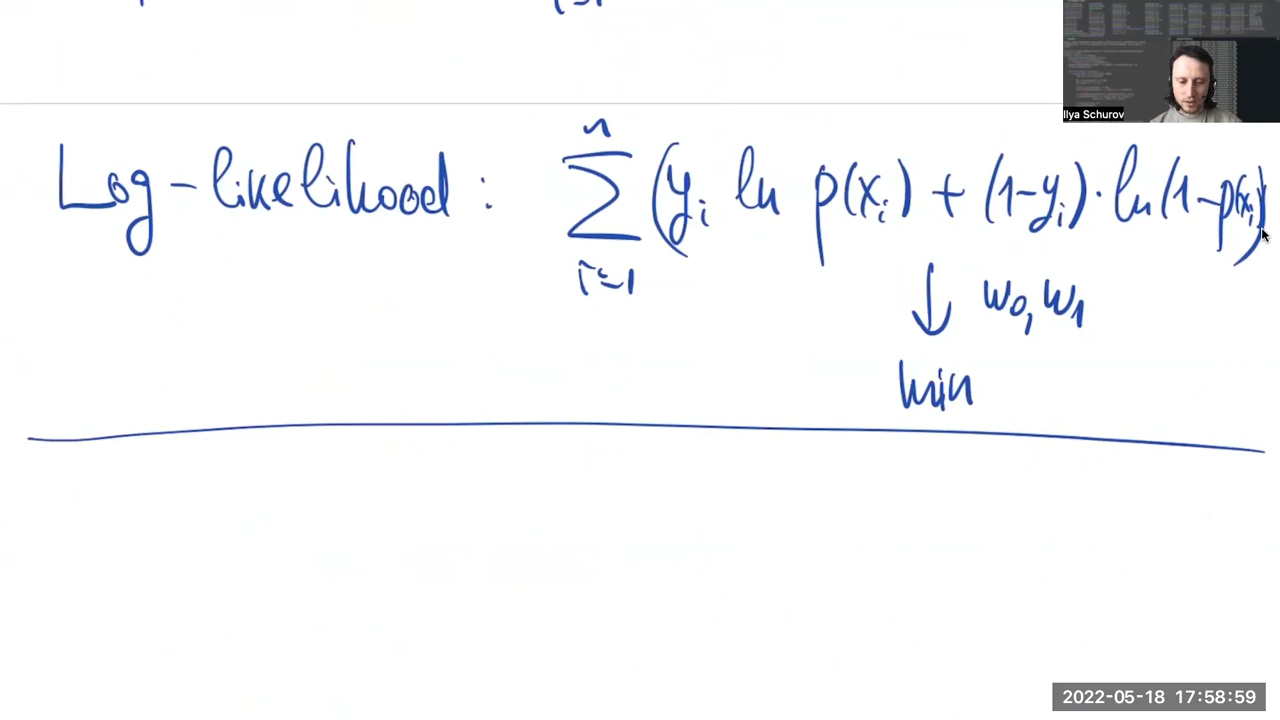 Ilya Schurov
n
Log-likelihood: ∑ (y_i ln p(x_i) + (1-y_i)·ln(1-p(x_i))
i=1
↓ w_0, w_1
min
2022-05-18 17:58:59